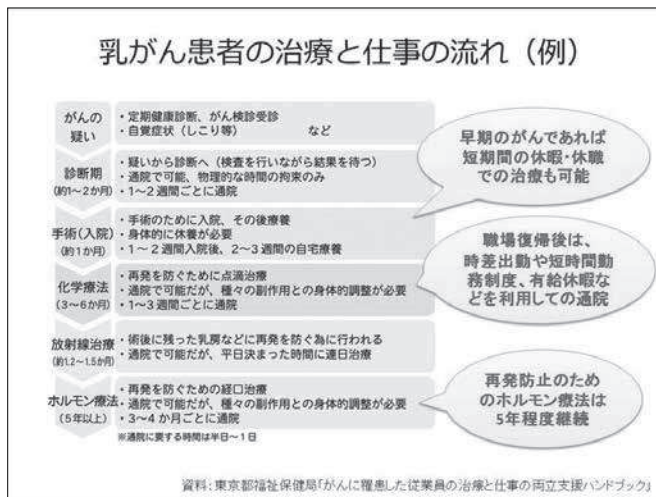 乳がん患者の治療と仕事の流れ（例）
がんの
疑い
・定期健康診断、がん検診受診
・自覚症状（しこり等）　　　など
診断期
(約1～2か月)
・疑いから診断へ（検査を行いながら結果を待つ）
・通院で可能、物理的な時間の拘束のみ
・1～2週間ごとに通院
手術(入院)
(約1か月)
・手術のために入院、その後療養
・身体的に休養が必要
・1～2週間入院後、2～3週間の自宅療養
化学療法
(3～6か月)
・再発を防ぐために点滴治療
・通院で可能だが、種々の副作用との身体的調整が必要
・1～3週間ごとに通院
放射線治療
(約1.2～1.5か月)
・術後に残った乳房などに再発を防ぐ為に行われる
・通院で可能だが、平日決まった時間に連日治療
ホルモン療法
(5年以上)
・再発を防ぐための経口治療
・通院で可能だが、種々の副作用との身体的調整が必要
・3～4か月ごとに通院
※通院に要する時間は半日～1日
早期のがんであれば
短期間の休暇・休職
での治療も可能
職場復帰後は、
時差出勤や短時間勤
務制度、有給休暇な
どを利用しての通院
再発防止のため
のホルモン療法は
5年程度継続
資料：東京都福祉保健局「がんに罹患した従業員の治療と仕事の両立支援ハンドブック」